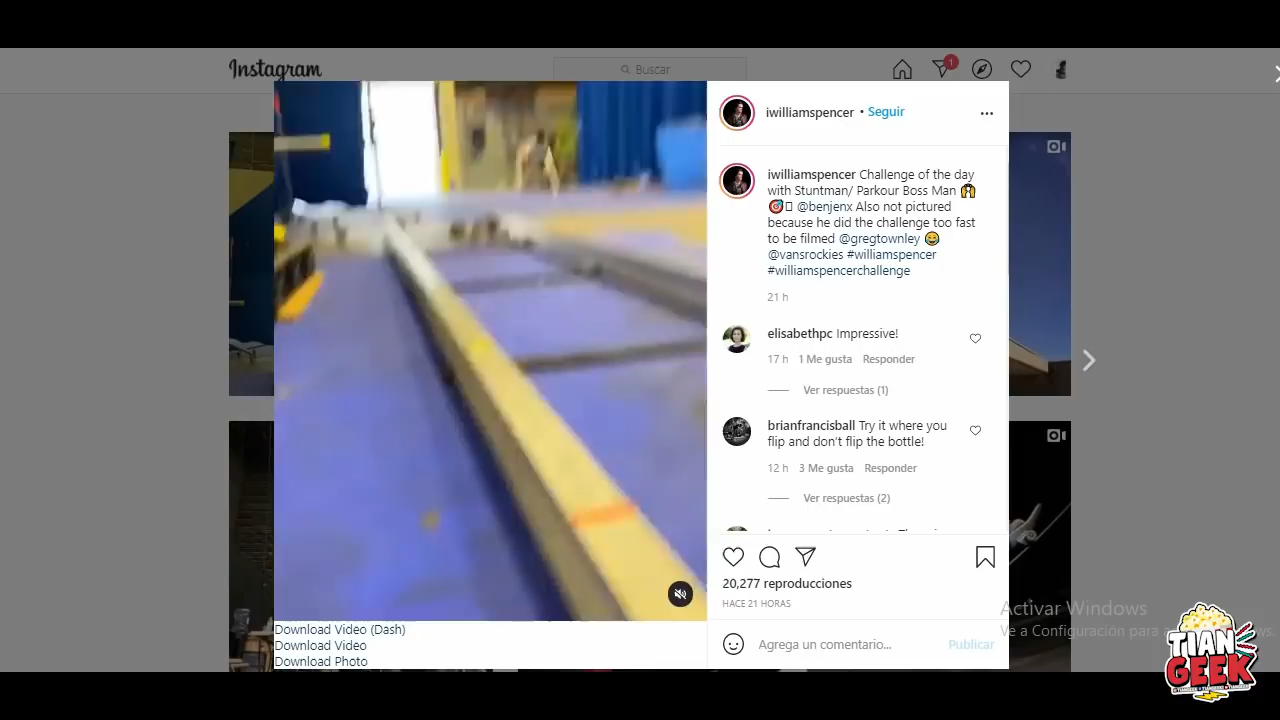 Instagram
Buscar
1
iwilliamspencer • Seguir
iwilliamspencer Challenge of the day
with Stuntman/ Parkour Boss Man 🙌
🎯 @benjenx Also not pictured
because he did the challenge too fast
to be filmed @gregtownley 😂
@vansrockies #williamspencer
#williamspencerchallenge
21 h
elisabethpc Impressive!
17 h 1 Me gusta Responder
Ver respuestas (1)
brianfrancisball Try it where you
flip and don’t flip the bottle!
12 h 3 Me gusta Responder
Ver respuestas (2)
20,277 reproducciones
HACE 21 HORAS
Agrega un comentario... Publicar
Download Video (Dash)
Download Video
Download Photo
Activar Windows
Ve a Configuración para
TIAN
GEEK